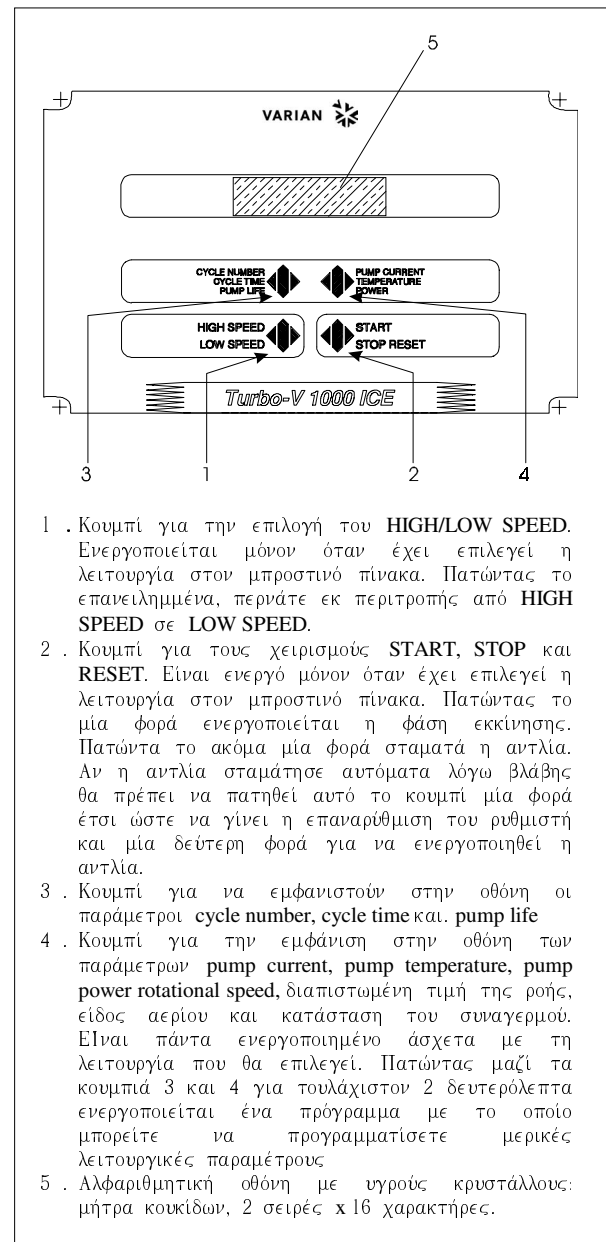 5
VARIAN
CYCLE NUMBER
CYCLE TIME
PUMP LIFE
PUMP CURRENT
TEMPERATURE
POWER
HIGH SPEED
LOW SPEED
START
STOP RESET
Turbo-V 1000 ICE
3 1 2 4
1 . Κουμπί για την επιλογή του HIGH/LOW SPEED.
Ενεργοποιείται μόνον όταν έχει επιλεγεί η
λειτουργία στον μπροστινό πίνακα. Πατώντας το
επανειλημμένα, περνάτε εκ περιτροπής από HIGH
SPEED σε LOW SPEED.
2 . Κουμπί για τους χειρισμούς START, STOP και
RESET. Είναι ενεργό μόνον όταν έχει επιλεγεί η
λειτουργία στον μπροστινό πίνακα. Πατώντας το
μία φορά ενεργοποιείται η φάση εκκίνησης.
Πατώντα το ακόμα μία φορά σταματά η αντλία.
Αν η αντλία σταμάτησε αυτόματα λόγω βλάβης
θα πρέπει να πατηθεί αυτό το κουμπί μία φορά
έτσι ώστε να γίνει η επαναρύθμιση του ρυθμιστή
και μία δεύτερη φορά για να ενεργοποιηθεί η
αντλία.
3 . Κουμπί για να εμφανιστούν στην οθόνη οι
παράμετροι cycle number, cycle time και. pump life
4 . Κουμπί για την εμφάνιση στην οθόνη των
παράμετρων pump current, pump temperature, pump
power rotational speed, διαπιστωμένη τιμή της ροής,
είδος αερίου και κατάσταση του συναγερμού.
ΕΙναι πάντα ενεργοποιημένο άσχετα με τη
λειτουργία που θα επιλεγεί. Πατώντας μαζί τα
κουμπιά 3 και 4 για τουλάχιστον 2 δευτερόλεπτα
ενεργοποιείται ένα πρόγραμμα με το οποίο
μπορείτε να προγραμματίσετε μερικές
λειτουργικές παραμέτρους
5 . Αλφαριθμητική οθόνη με υγρούς κρυστάλλους:
μήτρα κουκίδων, 2 σειρές x 16 χαρακτήρες.